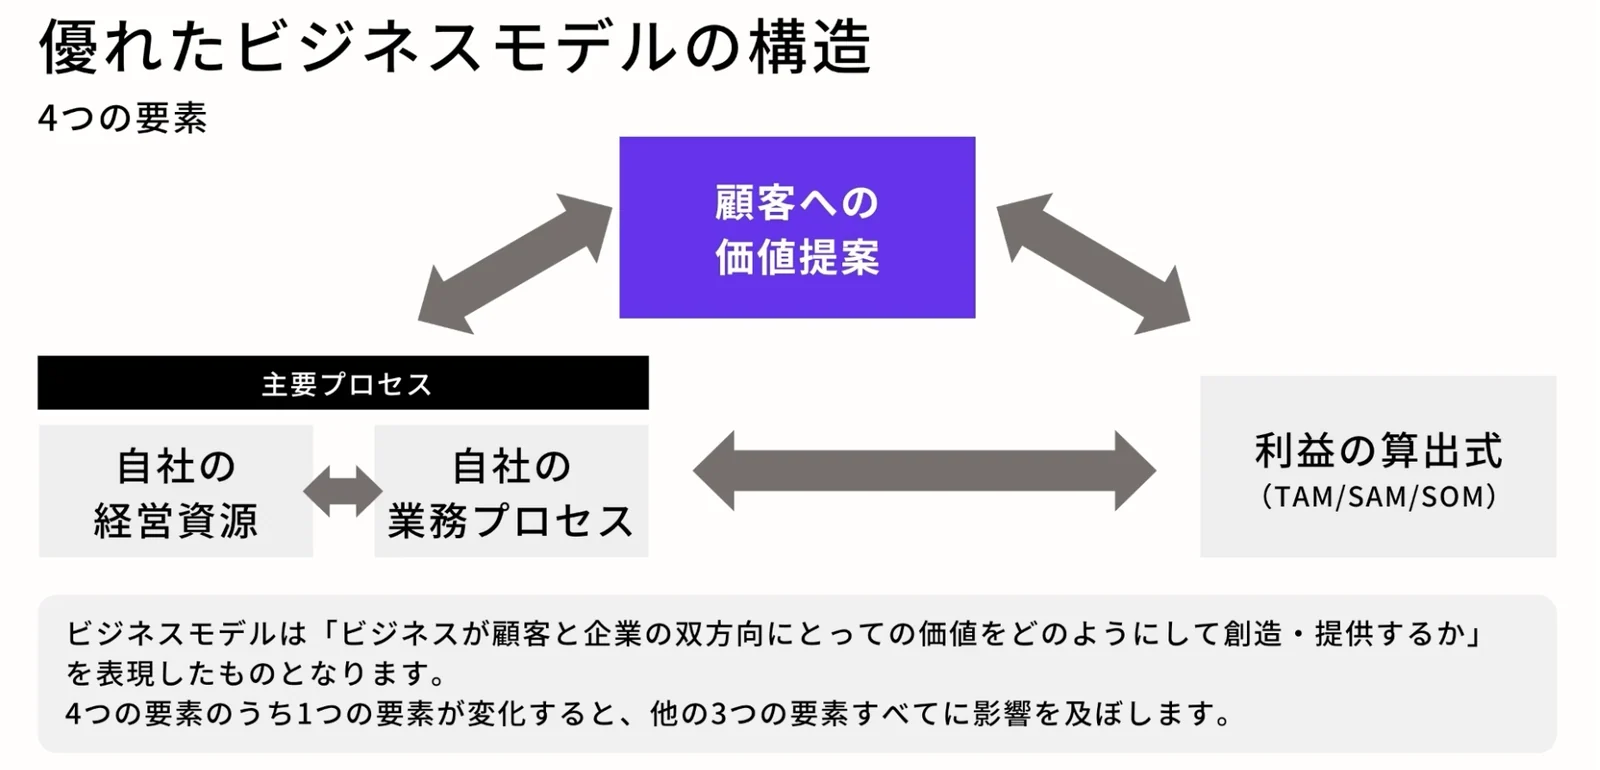 優れたビジネスモデルの構造
4つの要素
顧客への
価値提案
主要プロセス
自社の
経営資源
自社の
業務プロセス
利益の算出式
（TAM/SAM/SOM）
ビジネスモデルは「ビジネスが顧客と企業の双方向にとっての価値をどのようにして創造・提供するか」
を表現したものとなります。
4つの要素のうち1つの要素が変化すると、他の3つの要素すべてに影響を及ぼします。